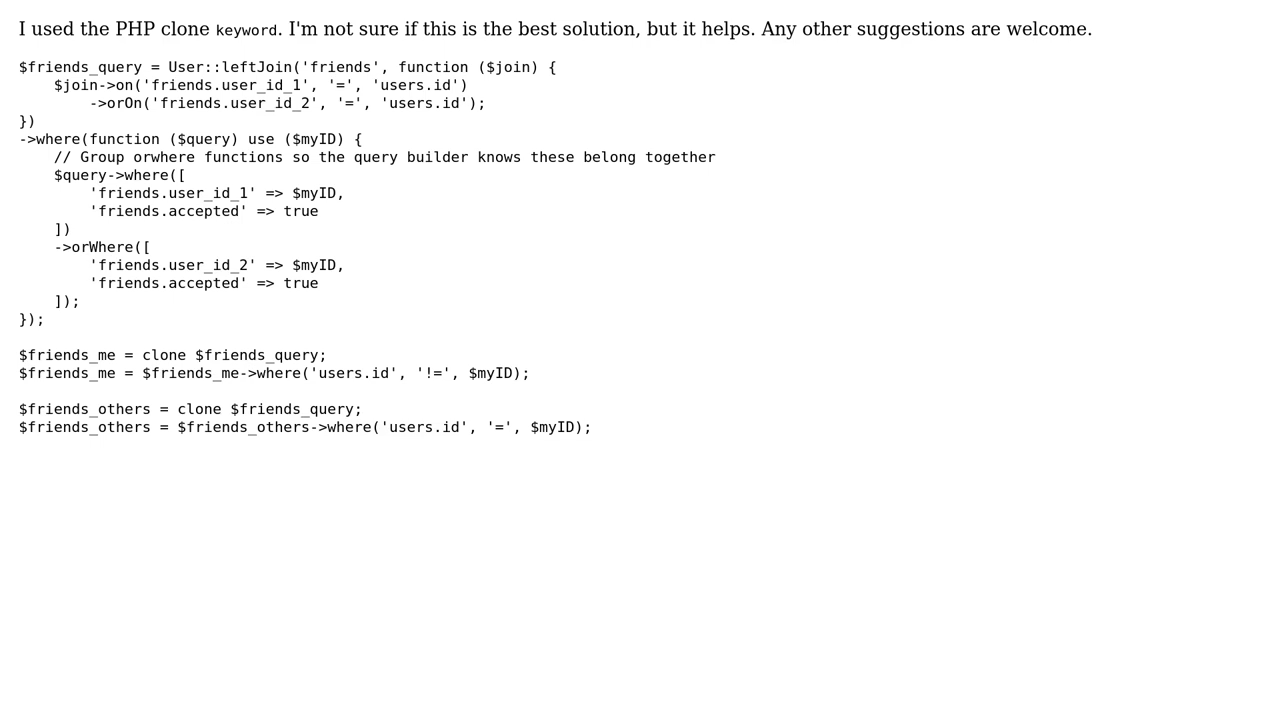 I used the PHP clone keyword. I'm not sure if this is the best solution, but it helps. Any other suggestions are welcome.
$friends_query = User::leftJoin('friends', function ($join) {
    $join->on('friends.user_id_1', '=', 'users.id')
        ->orOn('friends.user_id_2', '=', 'users.id');
})
->where(function ($query) use ($myID) {
    // Group orwhere functions so the query builder knows these belong together
    $query->where([
        'friends.user_id_1' => $myID,
        'friends.accepted' => true
    ])
    ->orWhere([
        'friends.user_id_2' => $myID,
        'friends.accepted' => true
    ]);
});

$friends_me = clone $friends_query;
$friends_me = $friends_me->where('users.id', '!=', $myID);

$friends_others = clone $friends_query;
$friends_others = $friends_others->where('users.id', '=', $myID);